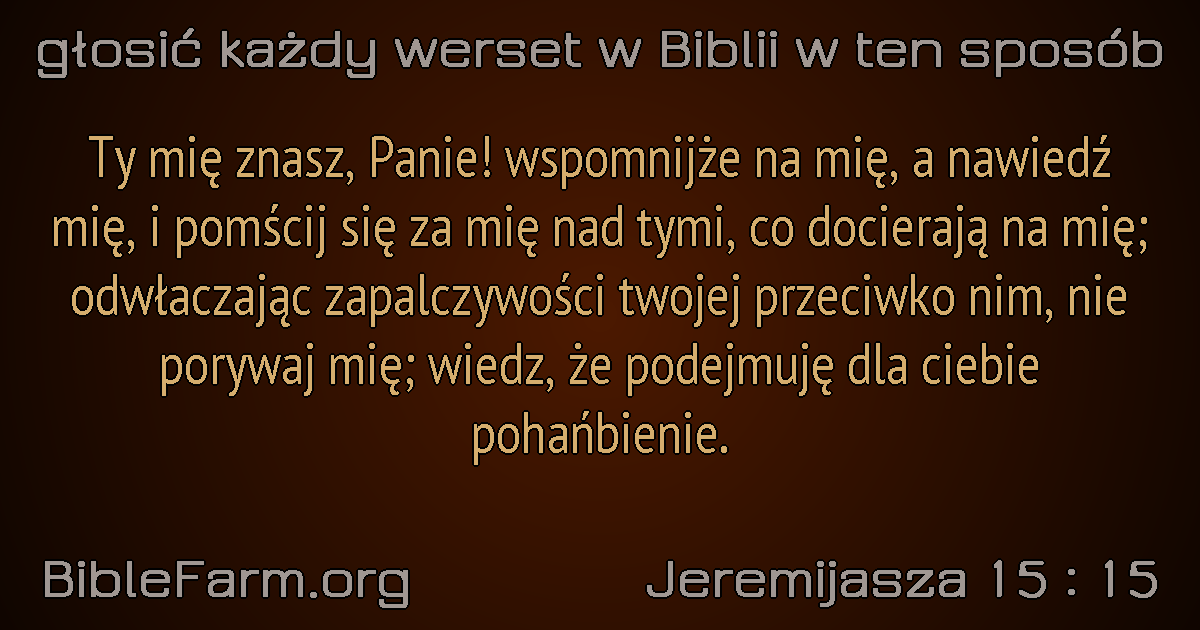 głosić każdy werset w Biblii w ten sposób
Ty mię znasz, Panie! wspomnijże na mię, a nawiedź
mię, i pomścij się za mię nad tymi, co docierają na mię;
odwłaczając zapalczywości twojej przeciwko nim, nie
porywaj mię; wiedz, że podejmuję dla ciebie
pohańbienie.
BibleFarm.org
Jeremijasza 15 : 15